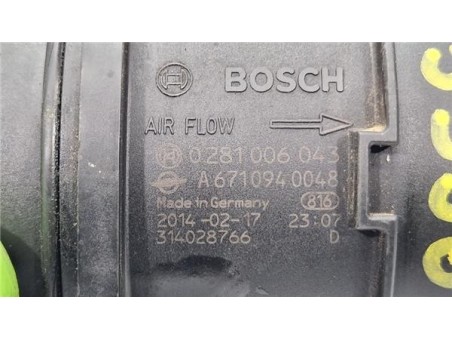 BOSCH
AIR FLOW
0 281 006 043
A 671 094 0048
Made in Germany 816
2014-02-17 23:07
314028766 D